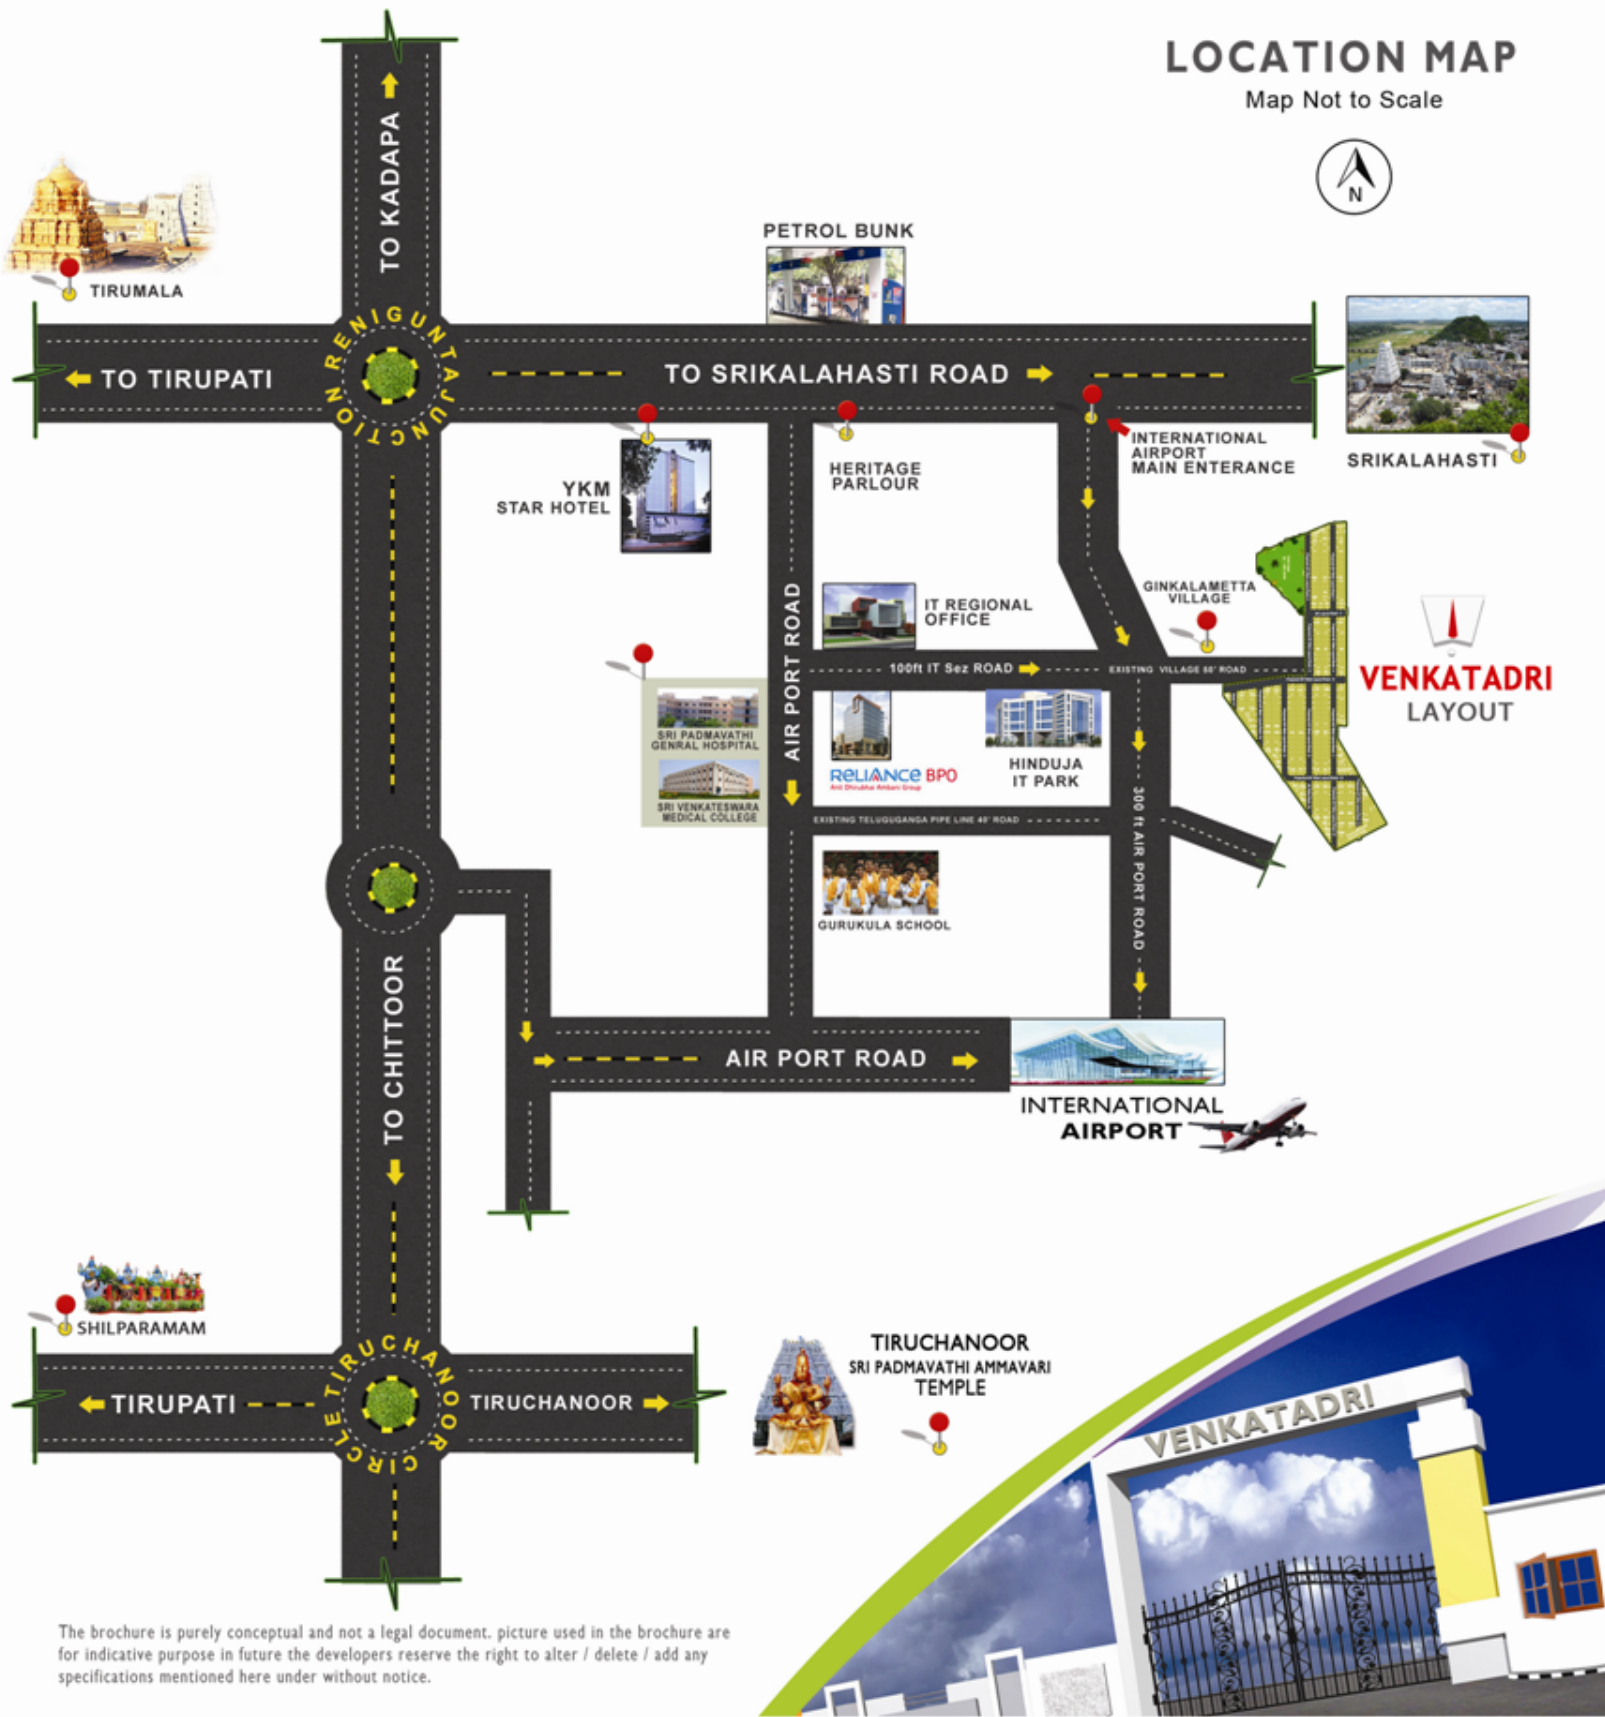 LOCATION MAP
Map Not to Scale
N
TO KADAPA
TIRUMALA
PETROL BUNK
RENIGUNTA JUNCTION
TO TIRUPATI
TO SRIKALAHASTI ROAD
INTERNATIONAL
AIRPORT
MAIN ENTERANCE
SRIKALAHASTI
YKM
STAR HOTEL
HERITAGE
PARLOUR
AIR PORT ROAD
IT REGIONAL
OFFICE
GINKALAMETTA
VILLAGE
100ft IT Sez ROAD
EXISTING VILLAGE 60' ROAD
VENKATADRI
LAYOUT
SRI PADMAVATHI
GENRAL HOSPITAL
SRI VENKATESWARA
MEDICAL COLLEGE
RELIANCE BPO
Anil Dhirubhai Ambani Group
HINDUJA
IT PARK
EXISTING TELUGUGANGA PIPE LINE 40' ROAD
300 ft AIR PORT ROAD
GURUKULA SCHOOL
TO CHITTOOR
AIR PORT ROAD
INTERNATIONAL
AIRPORT
SHILPARAMAM
TIRUCHANOOR CIRCLE
TIRUPATI
TIRUCHANOOR
TIRUCHANOOR
SRI PADMAVATHI AMMAVARI
TEMPLE
VENKATADRI
The brochure is purely conceptual and not a legal document. picture used in the brochure are
for indicative purpose in future the developers reserve the right to alter / delete / add any
specifications mentioned here under without notice.